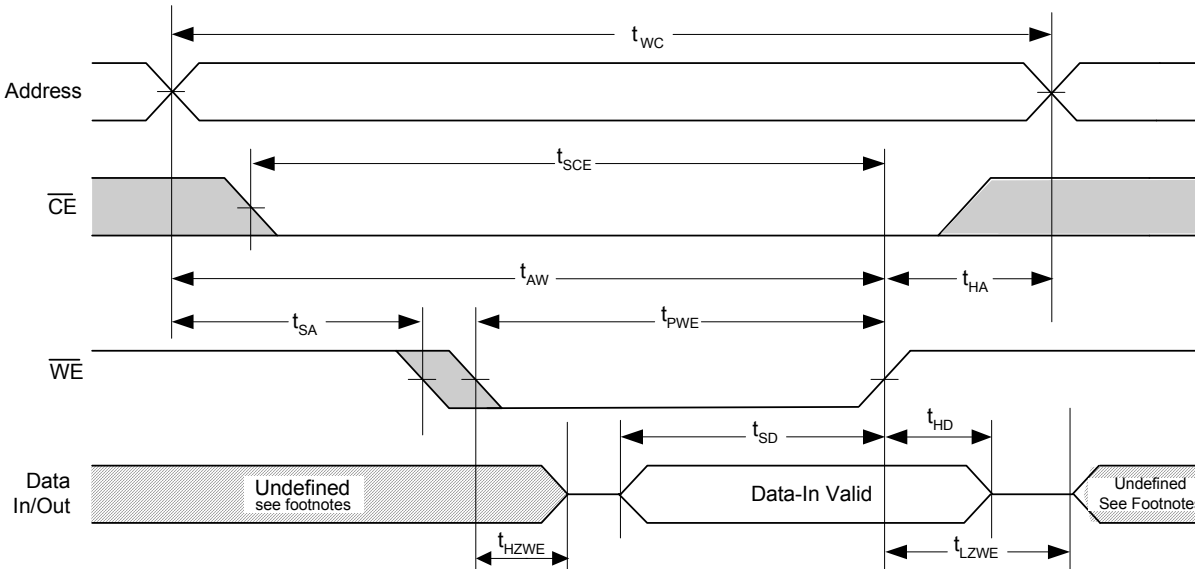 tWC
Address
tSCE
CE
tAW
tHA
tSA
tPWE
WE
tSD
tHD
Data
In/Out
Undefined
see footnotes
Data-In Valid
Undefined
See Footnotes
tHZWE
tLZWE